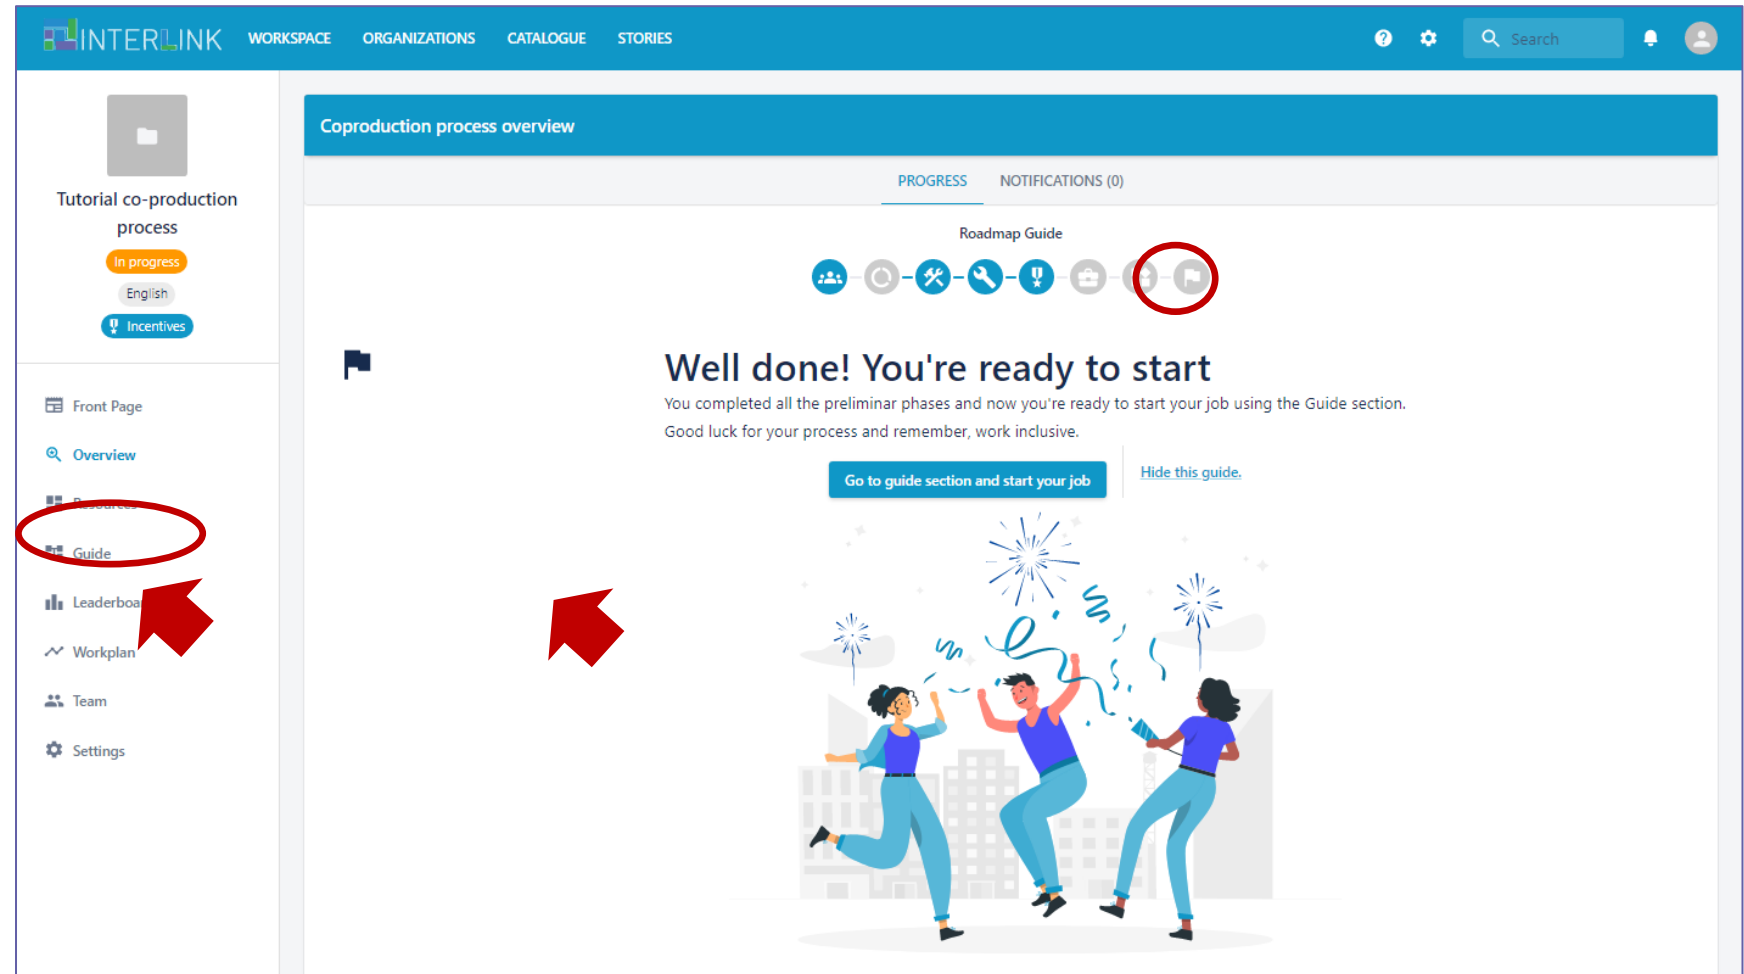 INTERLINK WORKSPACE ORGANIZATIONS CATALOGUE STORIES Search
Tutorial co-production
process
In progress
English
Incentives
Front Page
Overview
Resources
Guide
Leaderboa
Workplan
Team
Settings
Coproduction process overview
PROGRESS NOTIFICATIONS (0)
Roadmap Guide
Well done! You're ready to start
You completed all the preliminar phases and now you're ready to start your job using the Guide section.
Good luck for your process and remember, work inclusive.
Go to guide section and start your job
Hide this guide.